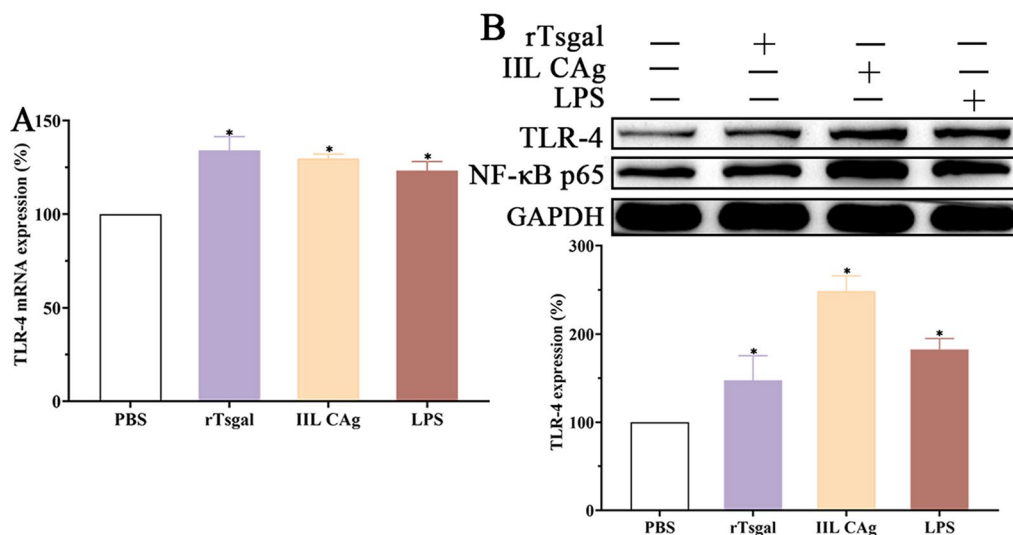 A
TLR-4 mRNA expression (%)
150
100
50
0
* * *
PBS rTsgal IIL CAg LPS
B
rTsgal — + — —
IIL CAg — — + —
LPS — — — +
TLR-4
NF-κB p65
GAPDH
TLR-4 expression (%)
300
200
100
0
* * *
PBS rTsgal IIL CAg LPS